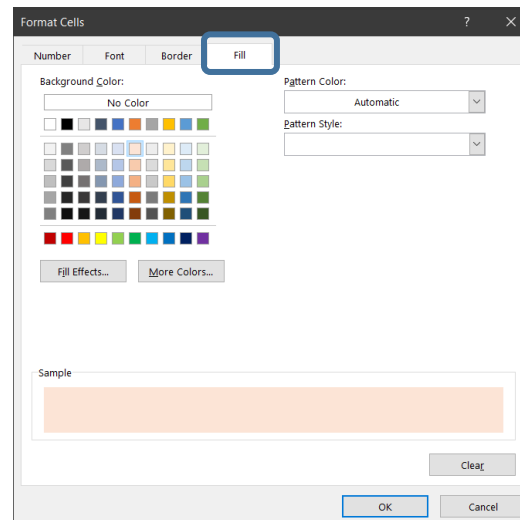 Format Cells ? ×
Number Font Border Fill
Background Color:
No Color
Pattern Color:
Automatic
Pattern Style:
Fill Effects...
More Colors...
Sample
Clear
OK
Cancel